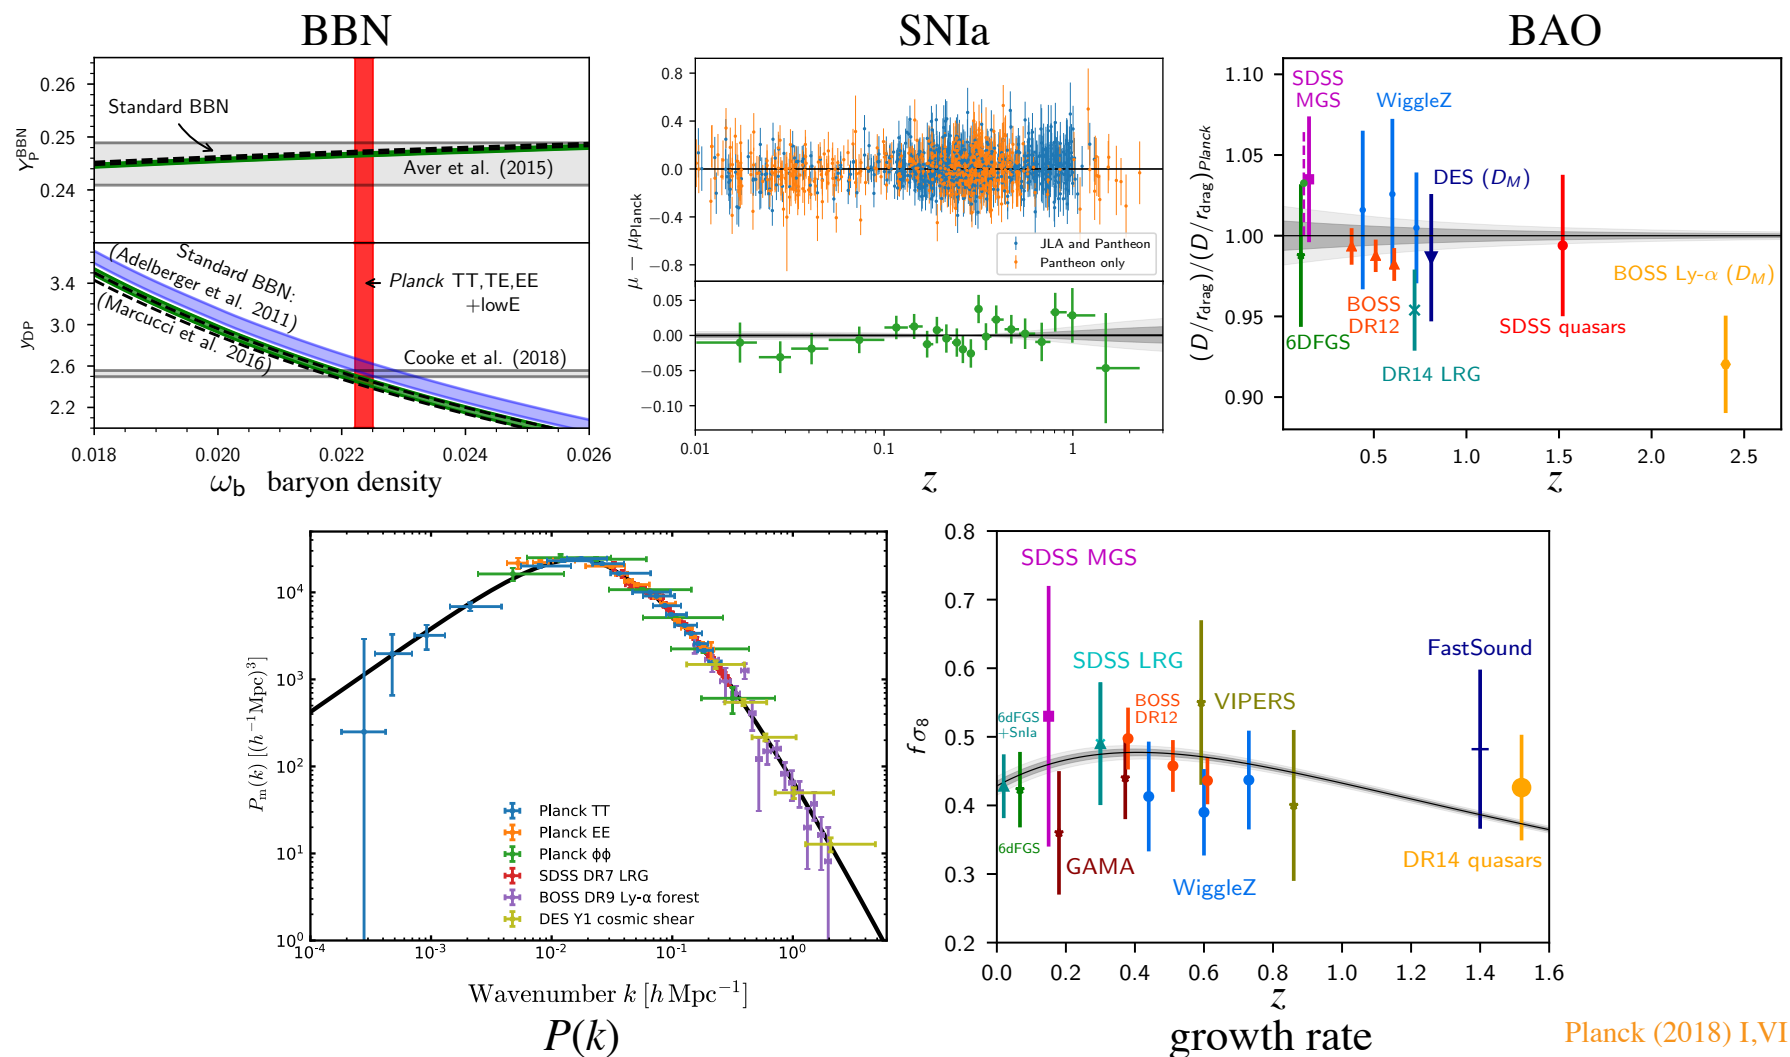 BBN
0.26
0.25
0.24
Y_P^BBN
Standard BBN
Aver et al. (2015)
3.4
3.0
2.6
2.2
y_DP
Standard BBN:
(Adelberger et al. 2011)
(Marcucci et al. 2016)
Planck TT,TE,EE
+lowE
Cooke et al. (2018)
0.018
0.020
0.022
0.024
0.026
ω_b baryon density
SNIa
0.8
0.4
0.0
−0.4
−0.8
μ − μ_Planck
JLA and Pantheon
Pantheon only
0.05
0.00
−0.05
−0.10
0.01
0.1
1
z
BAO
1.10
1.05
1.00
0.95
0.90
(D/r_drag)/(D/r_drag)_Planck
SDSS
MGS
WiggleZ
DES (D_M)
BOSS Ly-α (D_M)
BOSS
DR12
SDSS quasars
6DFGS
DR14 LRG
0.5
1.0
1.5
2.0
2.5
z
10^4
10^3
10^2
10^1
10^0
P_m(k) [(h^−1 Mpc)^3]
Planck TT
Planck EE
Planck ϕϕ
SDSS DR7 LRG
BOSS DR9 Ly-α forest
DES Y1 cosmic shear
10^−4
10^−3
10^−2
10^−1
10^0
Wavenumber k [h Mpc^−1]
P(k)
0.8
0.7
0.6
0.5
0.4
0.3
0.2
fσ_8
SDSS MGS
SDSS LRG
FastSound
BOSS
DR12
VIPERS
6dFGS
+SnIa
6dFGS
GAMA
WiggleZ
DR14 quasars
0.0
0.2
0.4
0.6
0.8
1.0
1.2
1.4
1.6
z
growth rate
Planck (2018) I,VI